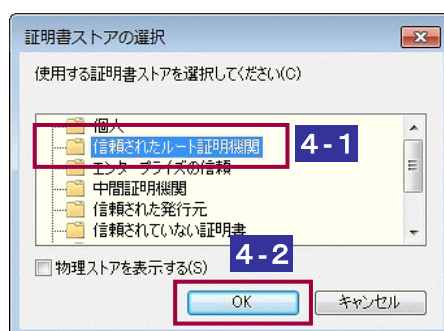 証明書ストアの選択
使用する証明書ストアを選択してください(C)
個人
信頼されたルート証明機関
4-1
エンタープライズの信頼
中間証明機関
信頼された発行元
信頼されていない証明書
4-2
物理ストアを表示する(S)
OK
キャンセル